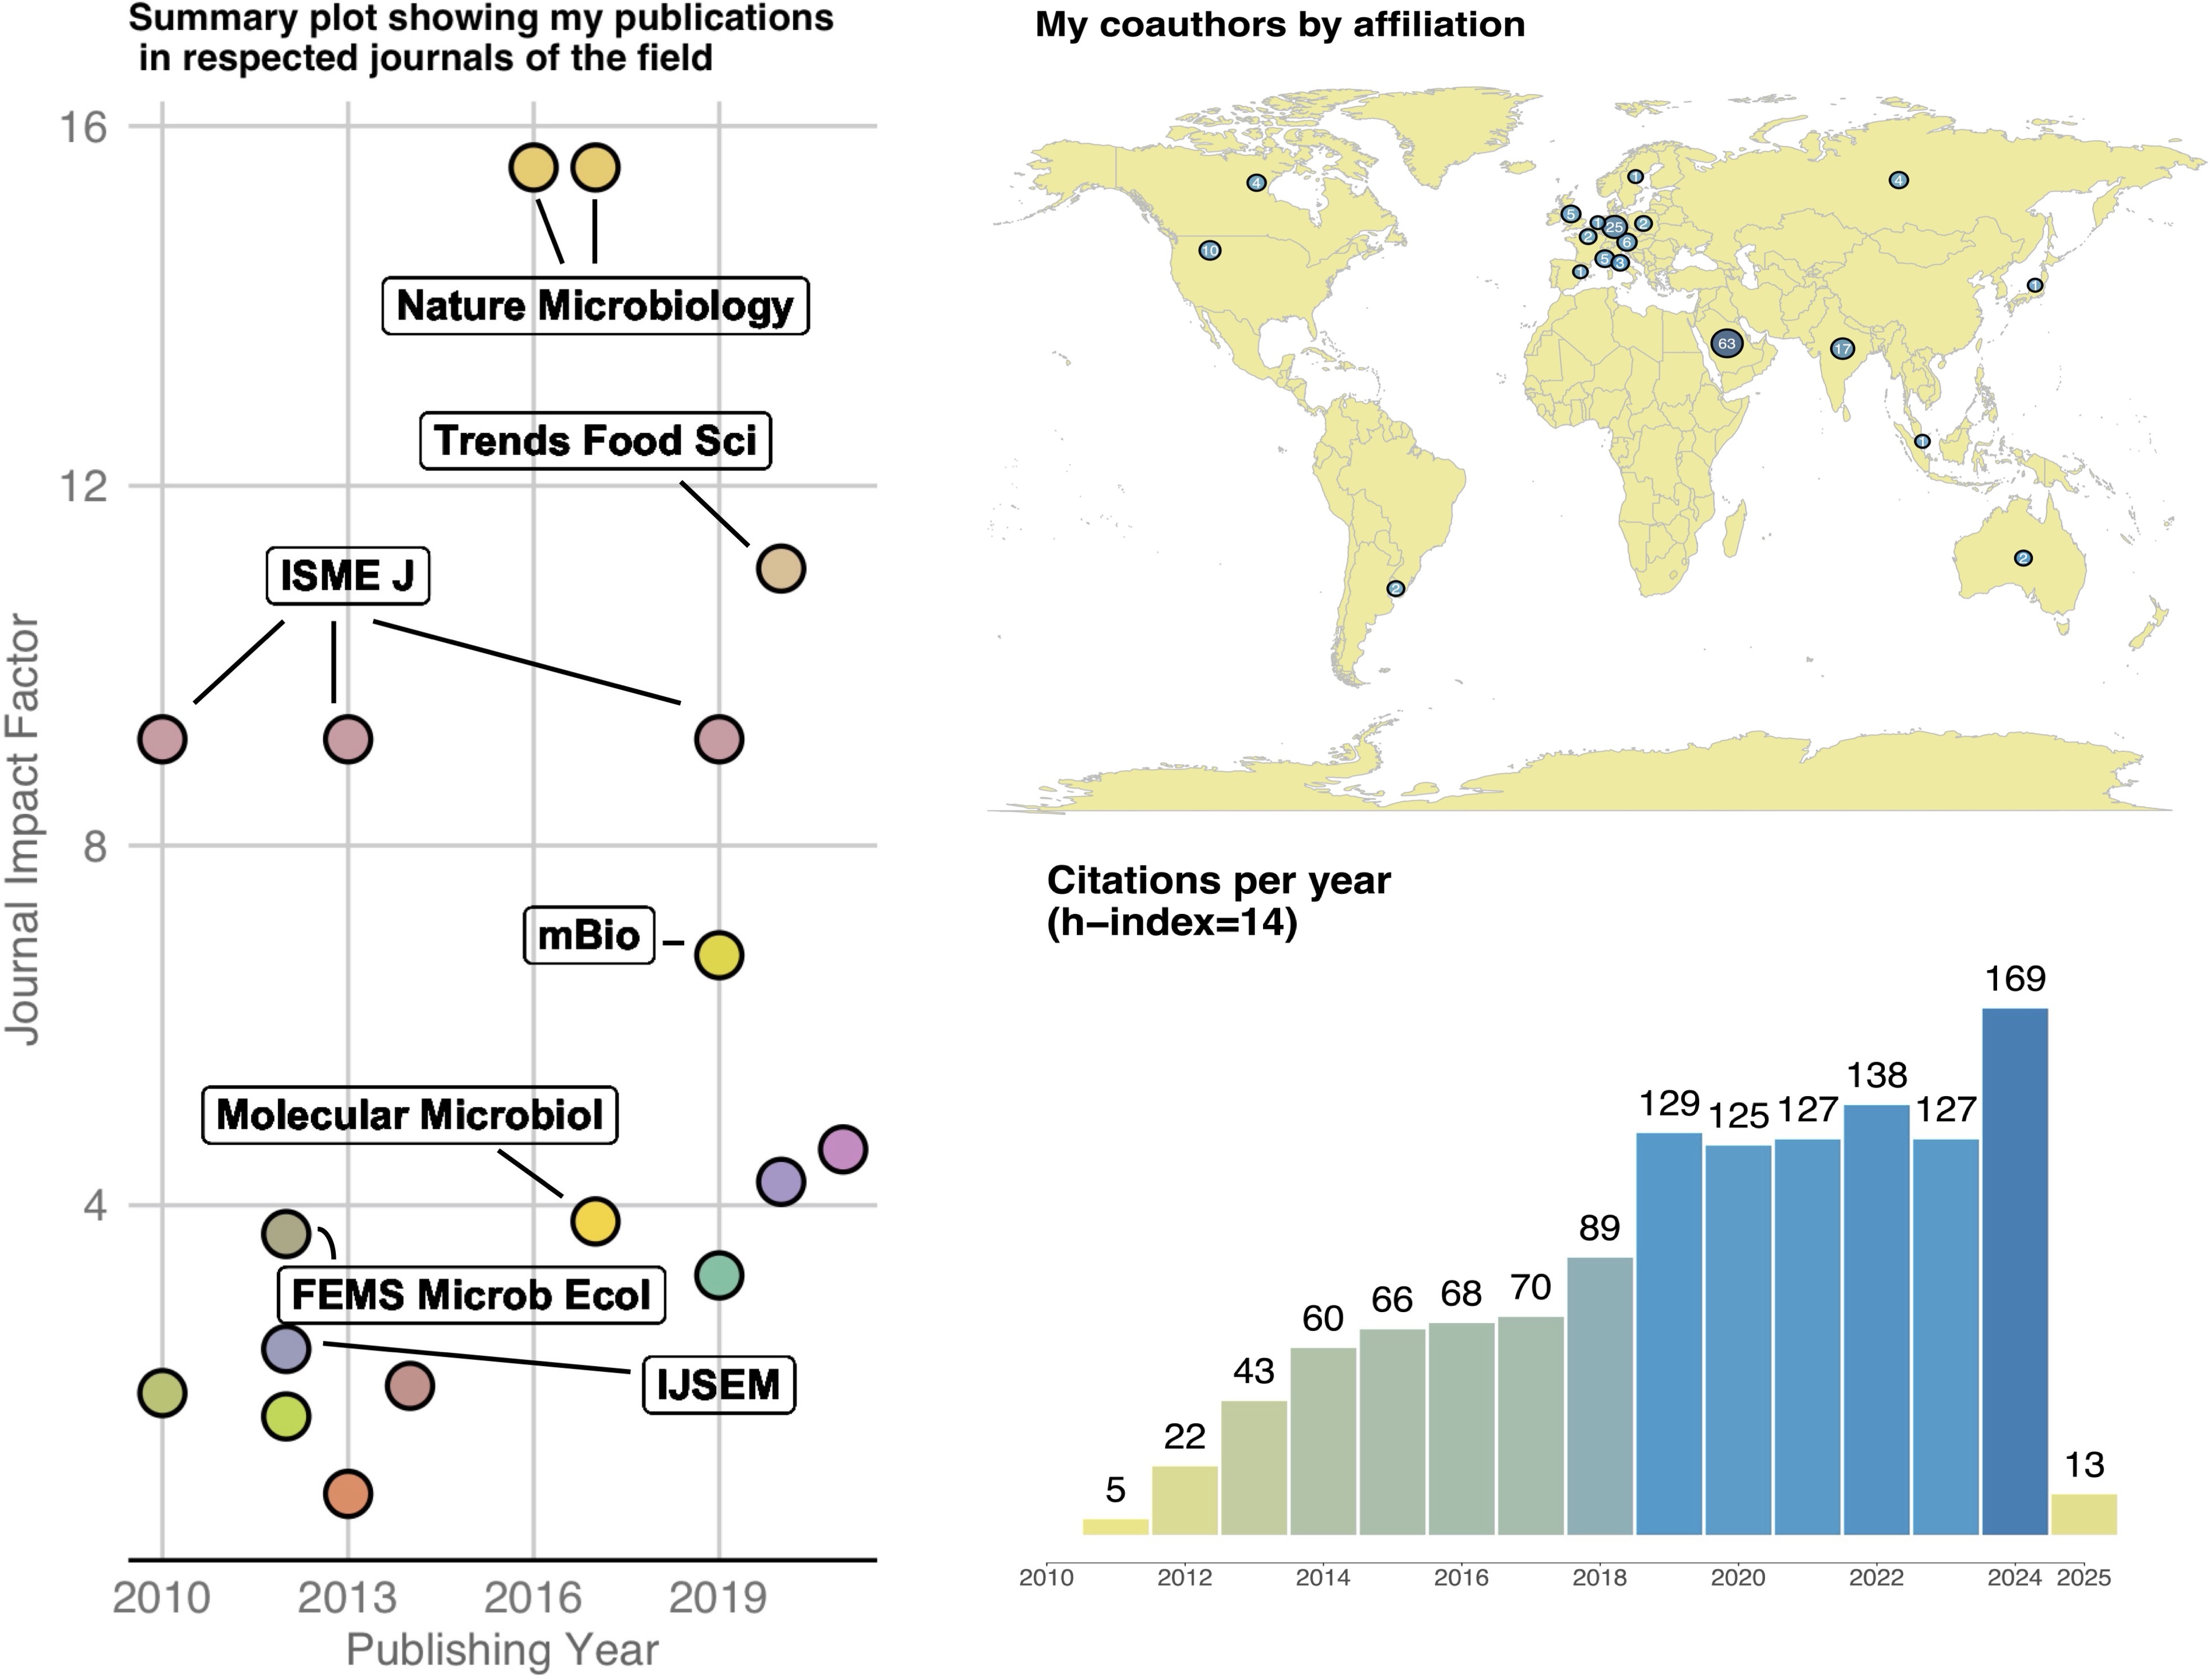 Summary plot showing my publications
in respected journals of the field
Journal Impact Factor
16
12
8
4
Nature Microbiology
Trends Food Sci
ISME J
mBio
Molecular Microbiol
FEMS Microb Ecol
IJSEM
2010 2013 2016 2019
Publishing Year
My coauthors by affiliation
4
10
1
5
1
25
2
2
6
5
3
1
4
1
63
17
1
2
2
Citations per year
(h–index=14)
5
22
43
60
66
68
70
89
129
125
127
138
127
169
13
2010 2012 2014 2016 2018 2020 2022 2024 2025